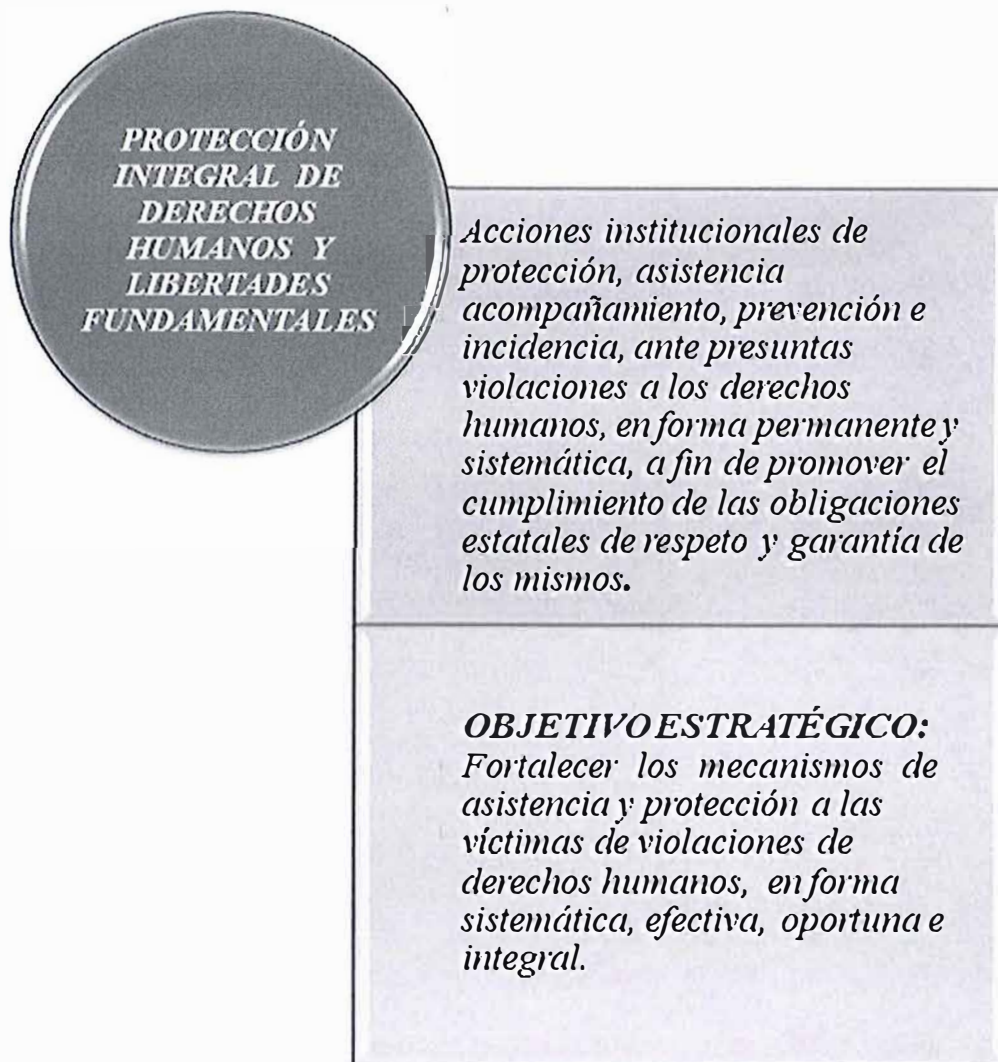 PROTECCIÓN
INTEGRAL DE
DERECHOS
HUMANOS Y
LIBERTADES
FUNDAMENTALES
Acciones institucionales de
protección, asistencia
acompañamiento, prevención e
incidencia, ante presuntas
violaciones a los derechos
humanos, en forma permanente y
sistemática, a fin de promover el
cumplimiento de las obligaciones
estatales de respeto y garantía de
los mismos.
OBJETIVO ESTRATÉGICO:
Fortalecer los mecanismos de
asistencia y protección a las
víctimas de violaciones de
derechos humanos, en forma
sistemática, efectiva, oportuna e
integral.